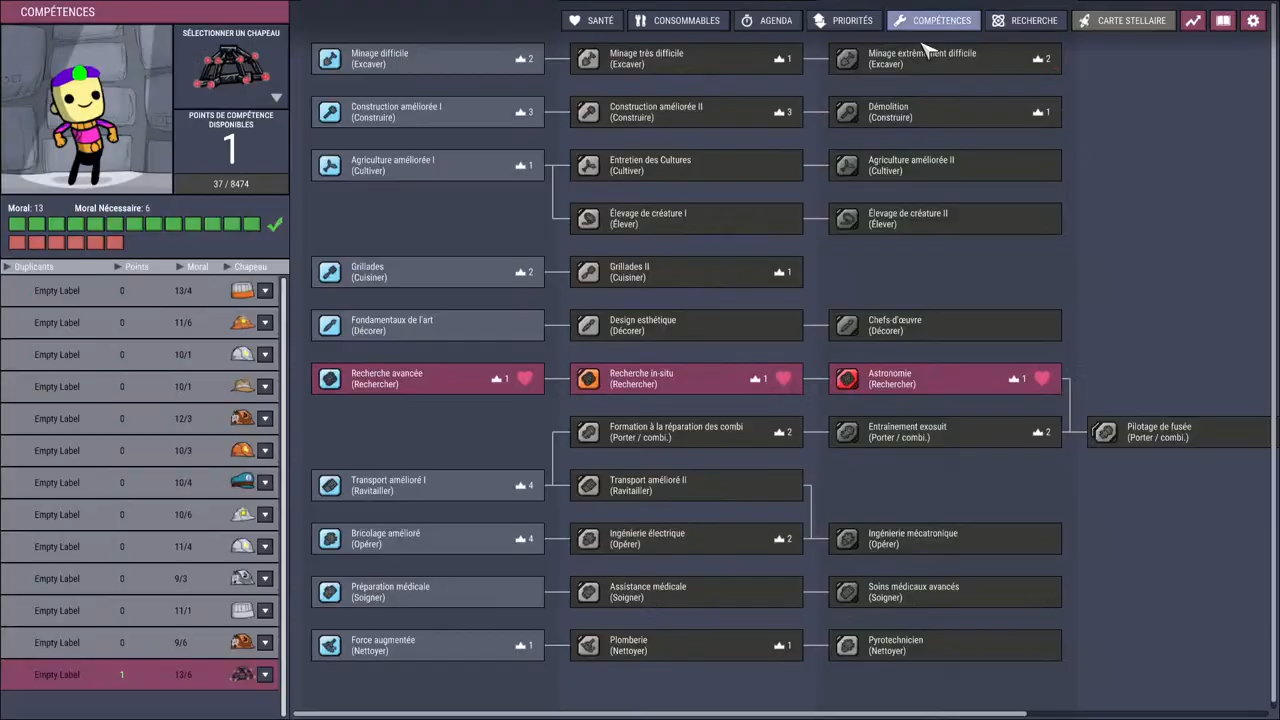 COMPÉTENCES
SANTÉ
CONSOMMABLES
AGENDA
PRIORITÉS
COMPÉTENCES
RECHERCHE
CARTE STELLAIRE
SÉLECTIONNER UN CHAPEAU
POINTS DE COMPÉTENCE
DISPONIBLES
1
37 / 8474
Moral: 13
Moral Nécessaire: 6
Duplicants
Points
Moral
Chapeau
Empty Label 0 13/4
Empty Label 0 11/6
Empty Label 0 10/1
Empty Label 0 10/1
Empty Label 0 12/3
Empty Label 0 10/3
Empty Label 0 10/4
Empty Label 0 10/6
Empty Label 0 11/4
Empty Label 0 9/3
Empty Label 0 11/1
Empty Label 0 9/6
Empty Label 1 13/6
Minage difficile
(Excaver)
2
Minage très difficile
(Excaver)
1
Minage extrêmement difficile
(Excaver)
2
Construction améliorée I
(Construire)
3
Construction améliorée II
(Construire)
3
Démolition
(Construire)
1
Agriculture améliorée I
(Cultiver)
1
Entretien des Cultures
(Cultiver)
Agriculture améliorée II
(Cultiver)
Élevage de créature I
(Élever)
Élevage de créature II
(Élever)
Grillades
(Cuisiner)
2
Grillades II
(Cuisiner)
1
Fondamentaux de l'art
(Décorer)
Design esthétique
(Décorer)
Chefs-d'œuvre
(Décorer)
Recherche avancée
(Rechercher)
1
Recherche in-situ
(Rechercher)
1
Astronomie
(Rechercher)
1
Formation à la réparation des combi
(Porter / combi.)
2
Entraînement exosuit
(Porter / combi.)
2
Pilotage de fusée
(Porter / combi.)
Transport amélioré I
(Ravitailler)
4
Transport amélioré II
(Ravitailler)
Bricolage amélioré
(Opérer)
4
Ingénierie électrique
(Opérer)
2
Ingénierie mécatronique
(Opérer)
Préparation médicale
(Soigner)
Assistance médicale
(Soigner)
Soins médicaux avancés
(Soigner)
Force augmentée
(Nettoyer)
1
Plomberie
(Nettoyer)
1
Pyrotechnicien
(Nettoyer)